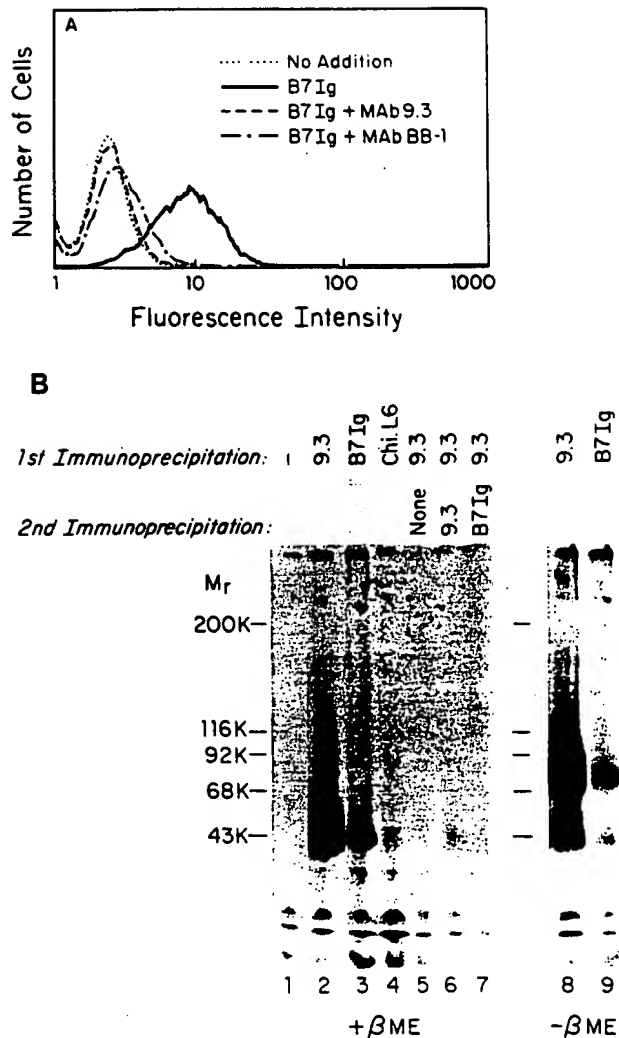 A
No Addition
B7Ig
B7Ig + MAb 9.3
B7Ig + MAb BB-1
Number of Cells
1 10 100 1000
Fluorescence Intensity
B
1st Immunoprecipitation: - 9.3 B7Ig Chi.L6 9.3 9.3 9.3 9.3 B7Ig
2nd Immunoprecipitation: None 9.3 B7Ig
Mr
200K
116K
92K
68K
43K
1 2 3 4 5 6 7 8 9
+βME -βME